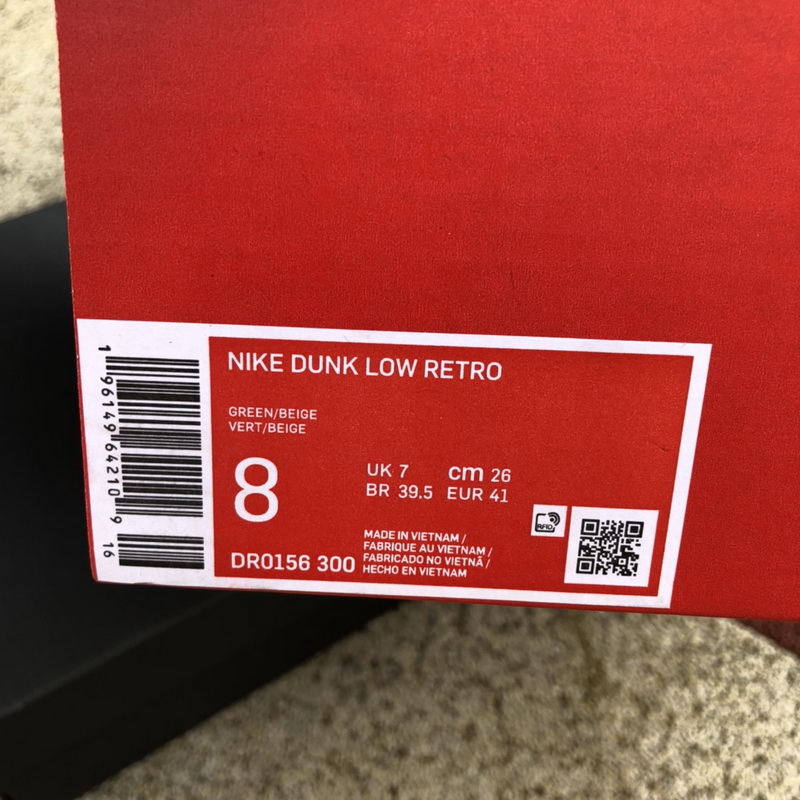 NIKE DUNK LOW RETRO
GREEN/BEIGE
VERT/BEIGE
8
UK 7 cm 26
BR 39.5 EUR 41
DR0156 300
MADE IN VIETNAM /
FABRIQUE AU VIETNAM /
FABRICADO NO VIETNÃ /
HECHO EN VIETNAM
RFID
1 96149 64210 9 16